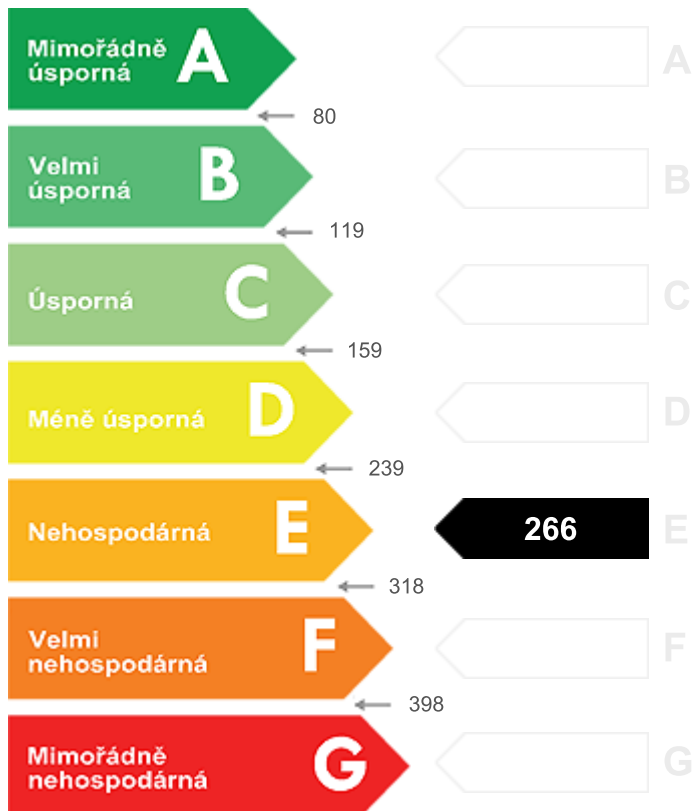 Mimořádně
úsporná
A
A
80
Velmi
úsporná
B
B
119
Úsporná
C
C
159
Méně úsporná
D
D
239
Nehospodárná
E
266
E
318
Velmi
nehospodárná
F
F
398
Mimořádně
nehospodárná
G
G